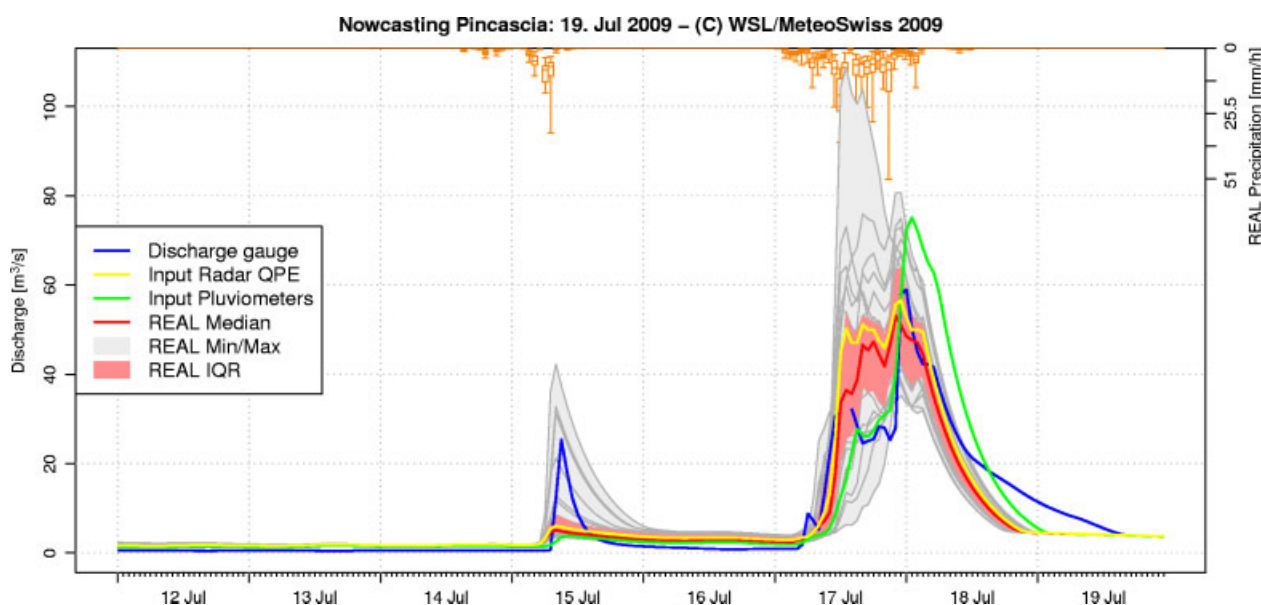 Nowcasting Pincascia: 19. Jul 2009 − (C) WSL/MeteoSwiss 2009
Discharge [m³/s]
100
80
60
40
20
0
Discharge gauge
Input Radar QPE
Input Pluviometers
REAL Median
REAL Min/Max
REAL IQR
0
25.5
51
REAL Precipitation [mm/h]
12 Jul 13 Jul 14 Jul 15 Jul 16 Jul 17 Jul 18 Jul 19 Jul